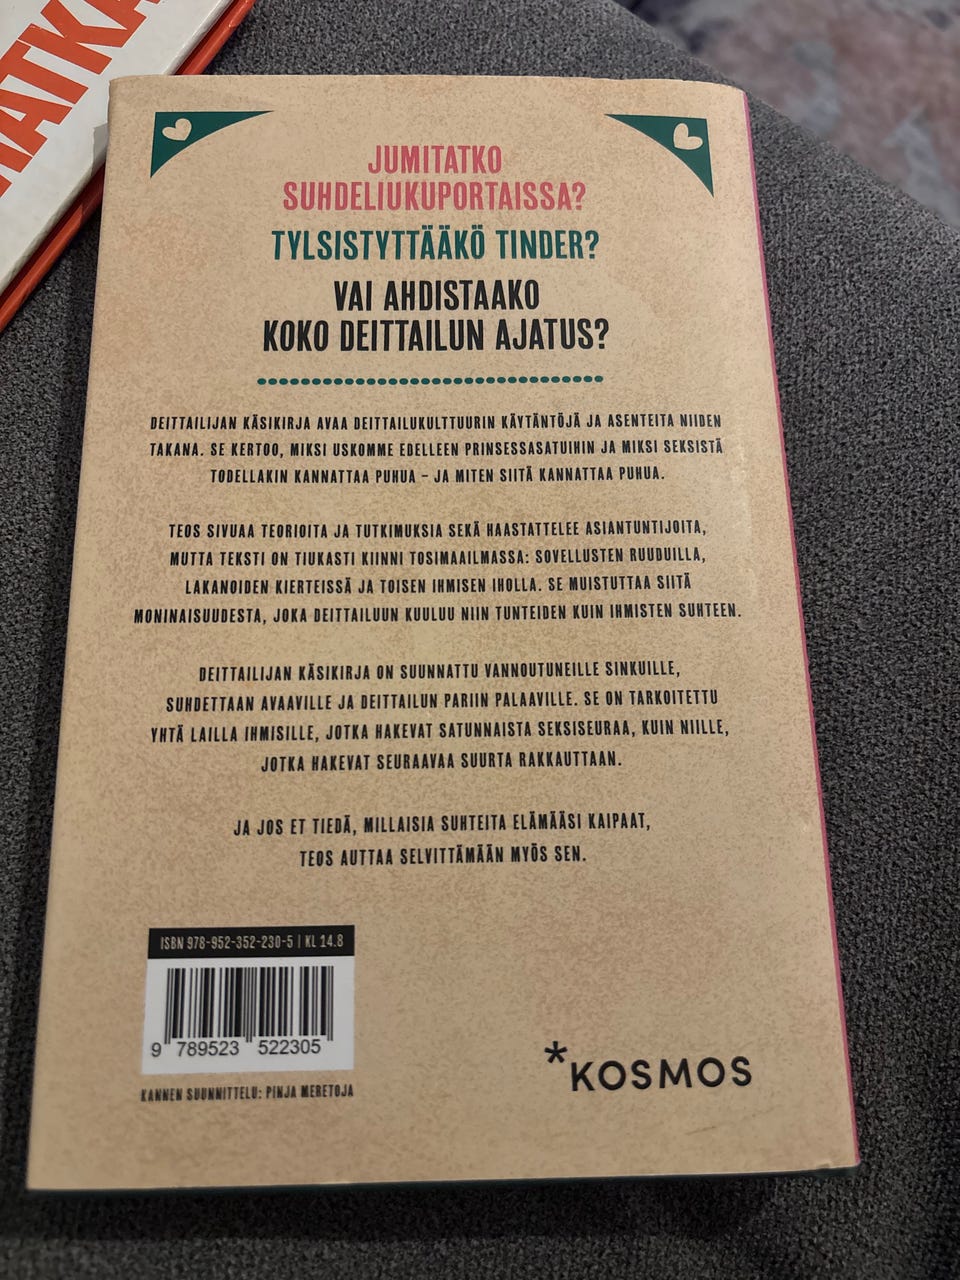 MATKA
JUMITATKO
SUHDELIUKUPORTAISSA?
TYLSISTYTTÄÄKÖ TINDER?
VAI AHDISTAAKO
KOKO DEITTAILUN AJATUS?
DEITTAILIJAN KÄSIKIRJA AVAA DEITTAILUKULTTUURIN KÄYTÄNTÖJÄ JA ASENTEITA NIIDEN
TAKANA. SE KERTOO, MIKSI USKOMME EDELLEEN PRINSESSASATUIHIN JA MIKSI SEKSISTÄ
TODELLAKIN KANNATTAA PUHUA – JA MITEN SIITÄ KANNATTAA PUHUA.
TEOS SIVUAA TEORIOITA JA TUTKIMUKSIA SEKÄ HAASTATTELEE ASIANTUNTIJOITA,
MUTTA TEKSTI ON TIUKASTI KIINNI TOSIMAAILMASSA: SOVELLUSTEN RUUDUILLA,
LAKANOIDEN KIERTEISSÄ JA TOISEN IHMISEN IHOLLA. SE MUISTUTTAA SIITÄ
MONINAISUUDESTA, JOKA DEITTAILUUN KUULUU NIIN TUNTEIDEN KUIN IHMISTEN SUHTEEN.
DEITTAILIJAN KÄSIKIRJA ON SUUNNATTU VANNOUTUNEILLE SINKUILLE,
SUHDETTAAN AVAAVILLE JA DEITTAILUN PARIIN PALAAVILLE. SE ON TARKOITETTU
YHTÄ LAILLA IHMISILLE, JOTKA HAKEVAT SATUNNAISTA SEKSISEURAA, KUIN NIILLE,
JOTKA HAKEVAT SEURAAVAA SUURTA RAKKAUTTAAN.
JA JOS ET TIEDÄ, MILLAISIA SUHTEITA ELÄMÄÄSI KAIPAAT,
TEOS AUTTAA SELVITTÄMÄÄN MYÖS SEN.
ISBN 978-952-352-230-5 | KL 14.8
9 789523 522305
KANNEN SUUNNITTELU: PINJA MERETOJA
*KOSMOS